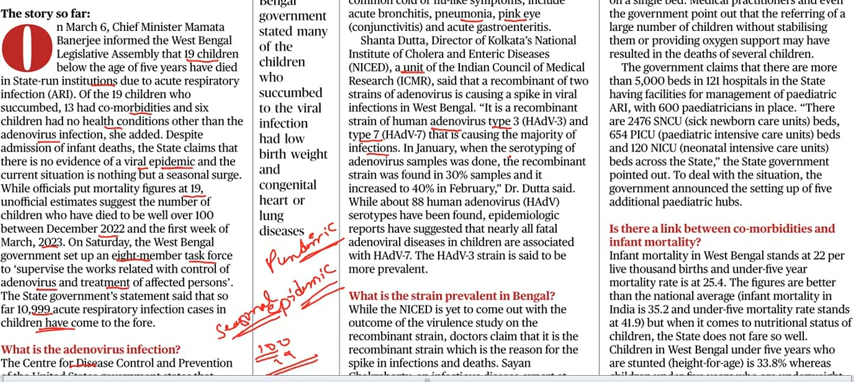 The story so far:
On March 6, Chief Minister Mamata
Banerjee informed the West Bengal
Legislative Assembly that 19 children
below the age of five years have died
in State-run institutions due to acute respiratory
infection (ARI). Of the 19 children who
succumbed, 13 had co-morbidities and six
children had no health conditions other than the
adenovirus infection, she added. Despite
admission of infant deaths, the State claims that
there is no evidence of a viral epidemic and the
current situation is nothing but a seasonal surge.
While officials put mortality figures at 19,
unofficial estimates suggest the number of
children who have died to be well over 100
between December 2022 and the first week of
March, 2023. On Saturday, the West Bengal
government set up an eight-member task force
to ‘supervise the works related with control of
adenovirus and treatment of affected persons’.
The State government’s statement said that so
far 10,999 acute respiratory infection cases in
children have come to the fore.
What is the adenovirus infection?
The Centre for Disease Control and Prevention
of the United States government states that
Bengal
government
stated many
of the
children
who
succumbed
to the viral
infection
had low
birth weight
and
congenital
heart or
lung
diseases
Pandimic
Seasonal Epidemic
100
19
common cold or flu-like symptoms, include
acute bronchitis, pneumonia, pink eye
(conjunctivitis) and acute gastroenteritis.
Shanta Dutta, Director of Kolkata’s National
Institute of Cholera and Enteric Diseases
(NICED), a unit of the Indian Council of Medical
Research (ICMR), said that a recombinant of two
strains of adenovirus is causing a spike in viral
infections in West Bengal. “It is a recombinant
strain of human adenovirus type 3 (HAdV-3) and
type 7 (HAdV-7) that is causing the majority of
infections. In January, when the serotyping of
adenovirus samples was done, the recombinant
strain was found in 30% samples and it
increased to 40% in February,” Dr. Dutta said.
While about 88 human adenovirus (HAdV)
serotypes have been found, epidemiologic
reports have suggested that nearly all fatal
adenoviral diseases in children are associated
with HAdV-7. The HAdV-3 strain is said to be
more prevalent.
What is the strain prevalent in Bengal?
While the NICED is yet to come out with the
outcome of the virulence study on the
recombinant strain, doctors claim that it is the
recombinant strain which is the reason for the
spike in infections and deaths. Sayan
on a single bed. Medical practitioners and even
the government point out that the referring of a
large number of children without stabilising
them or providing oxygen support may have
resulted in the deaths of several children.
The government claims that there are more
than 5,000 beds in 121 hospitals in the State
having facilities for management of paediatric
ARI, with 600 paediatricians in place. “There
are 2476 SNCU (sick newborn care units) beds,
654 PICU (paediatric intensive care units) beds
and 120 NICU (neonatal intensive care units)
beds across the State,” the State government
pointed out. To deal with the situation, the
government announced the setting up of five
additional paediatric hubs.
Is there a link between co-morbidities and
infant mortality?
Infant mortality in West Bengal stands at 22 per
live thousand births and under-five year
mortality rate is at 25.4. The figures are better
than the national average (infant mortality in
India is 35.2 and under-five mortality rate stands
at 41.9) but when it comes to nutritional status of
children, the State does not fare so well.
Children in West Bengal under five years who
are stunted (height-for-age) is 33.8% whereas